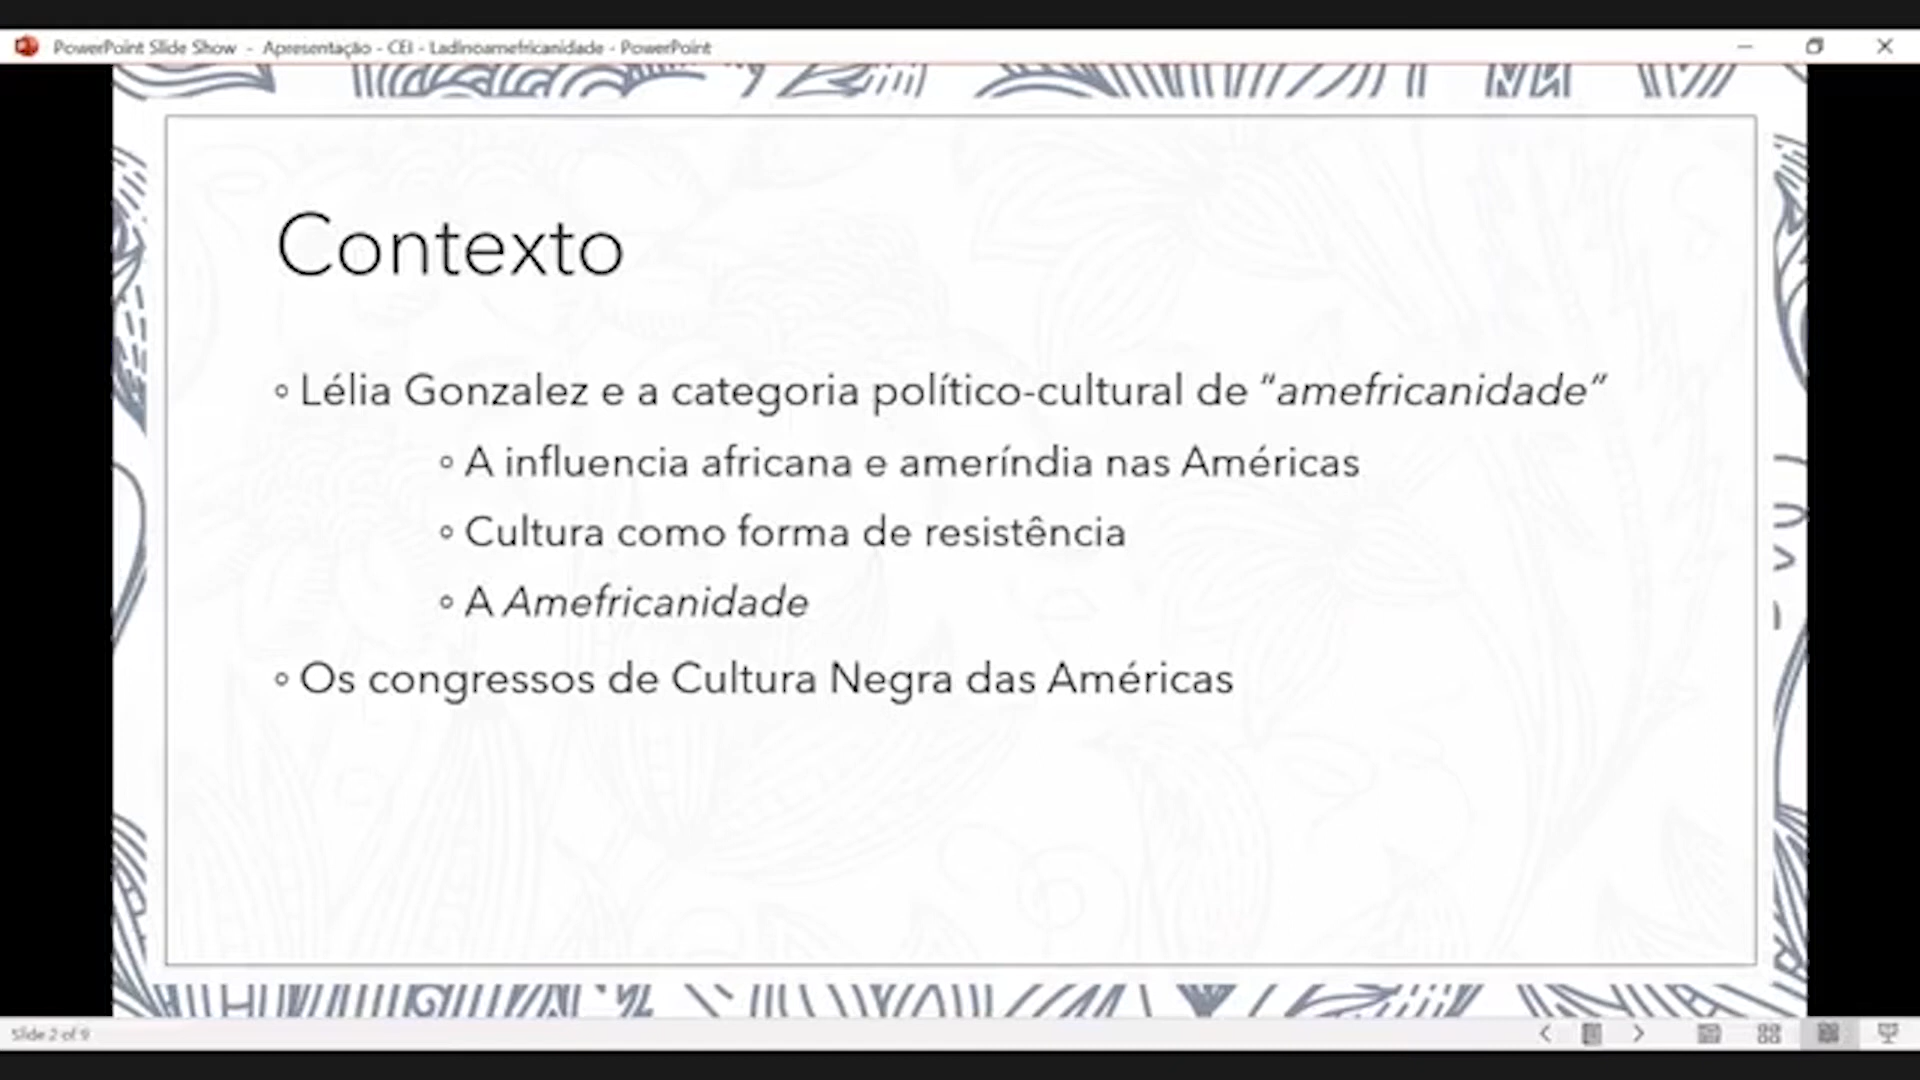 PowerPoint Slide Show - Apresentação - CEI - Ladinoamefricanidade - PowerPoint
Contexto
Lélia Gonzalez e a categoria político-cultural de “amefricanidade”
A influencia africana e ameríndia nas Américas
Cultura como forma de resistência
A Amefricanidade
Os congressos de Cultura Negra das Américas
Slide 2 of 9